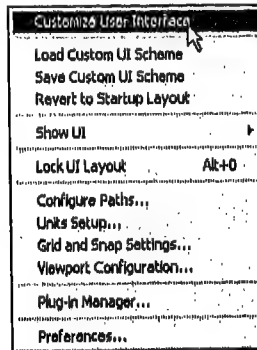 Customize User Interface
Load Custom UI Scheme
Save Custom UI Scheme
Revert to Startup Layout
Show UI
Lock UI Layout Alt+0
Configure Paths...
Units Setup...
Grid and Snap Settings...
Viewport Configuration...
Plug-in Manager...
Preferences...